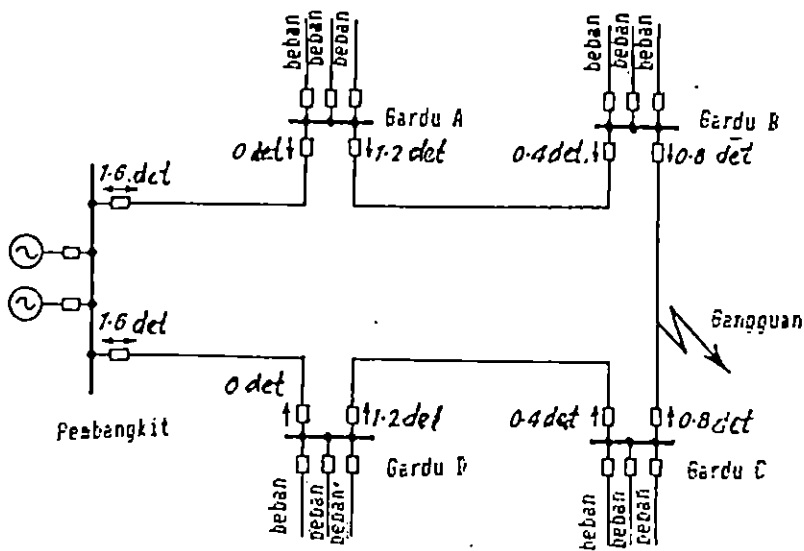 beban
beban
beban
beban
beban
beban
Gardu A
Gardu B
0 det
1.2 det
0.4 det
0.8 det
1.6 det
Gangguan
1.6 det
0 det
1.2 det
0.4 det
0.8 det
Pembangkit
Gardu D
Gardu C
beban
beban
beban
beban
beban
beban